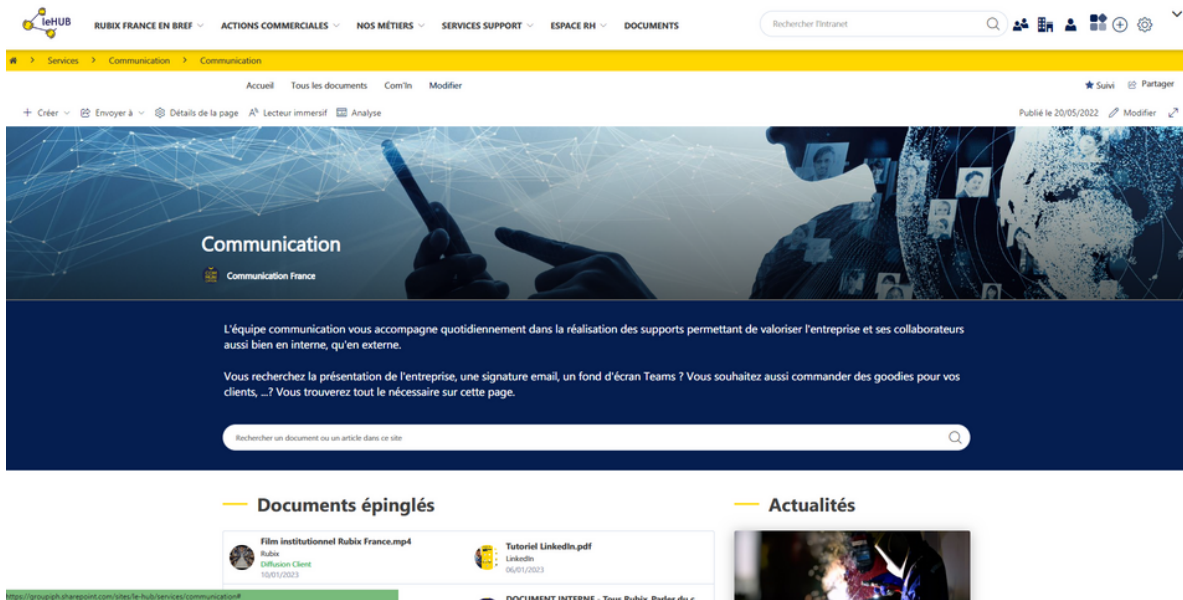 leHUB
RUBIX FRANCE EN BREF
ACTIONS COMMERCIALES
NOS MÉTIERS
SERVICES SUPPORT
ESPACE RH
DOCUMENTS
Rechercher l'intranet
Services > Communication > Communication
Accueil Tous les documents Com'In Modifier
Suivi Partager
+ Créer Envoyer à Détails de la page Lecteur immersif Analyse
Publié le 20/05/2022 Modifier
Communication
Communication France
L'équipe communication vous accompagne quotidiennement dans la réalisation des supports permettant de valoriser l'entreprise et ses collaborateurs
aussi bien en interne, qu'en externe.
Vous recherchez la présentation de l'entreprise, une signature email, un fond d'écran Teams ? Vous souhaitez aussi commander des goodies pour vos
clients, ...? Vous trouverez tout le nécessaire sur cette page.
Rechercher un document ou un article dans ce site
Documents épinglés
Actualités
Film institutionnel Rubix France.mp4
Rubix
Diffusion Client
10/01/2023
Tutoriel LinkedIn.pdf
LinkedIn
06/01/2023
https://groupiph.sharepoint.com/sites/le-hub/services/communication#
DOCUMENT INTERNE - Tous Rubix, Parler du c...